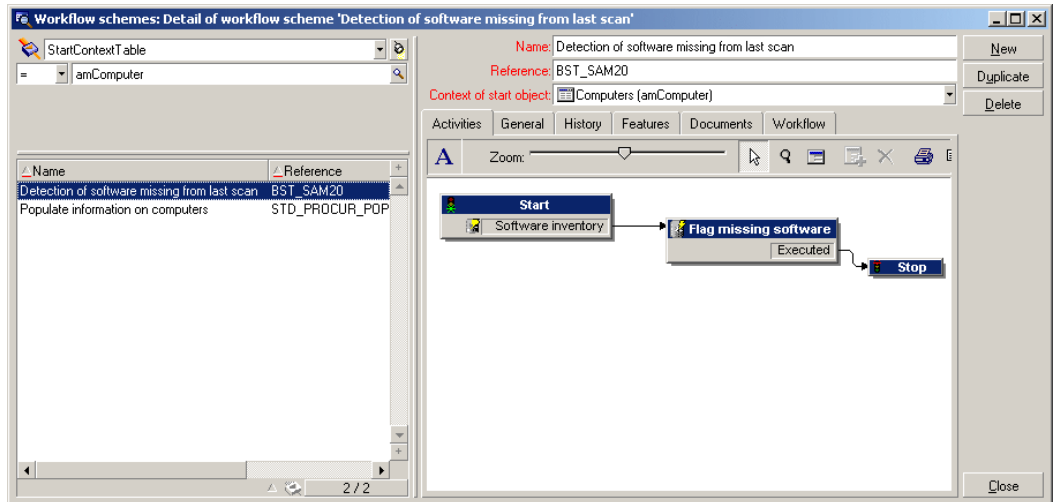 Workflow schemes: Detail of workflow scheme 'Detection of software missing from last scan'
StartContextTable
= amComputer
Name Reference
Detection of software missing from last scan BST_SAM20
Populate information on computers STD_PROCUR_POP
2/2
Name: Detection of software missing from last scan
Reference: BST_SAM20
Context of start object: Computers (amComputer)
Activities General History Features Documents Workflow
A Zoom:
Start
Software inventory
Flag missing software
Executed
Stop
New
Duplicate
Delete
Close